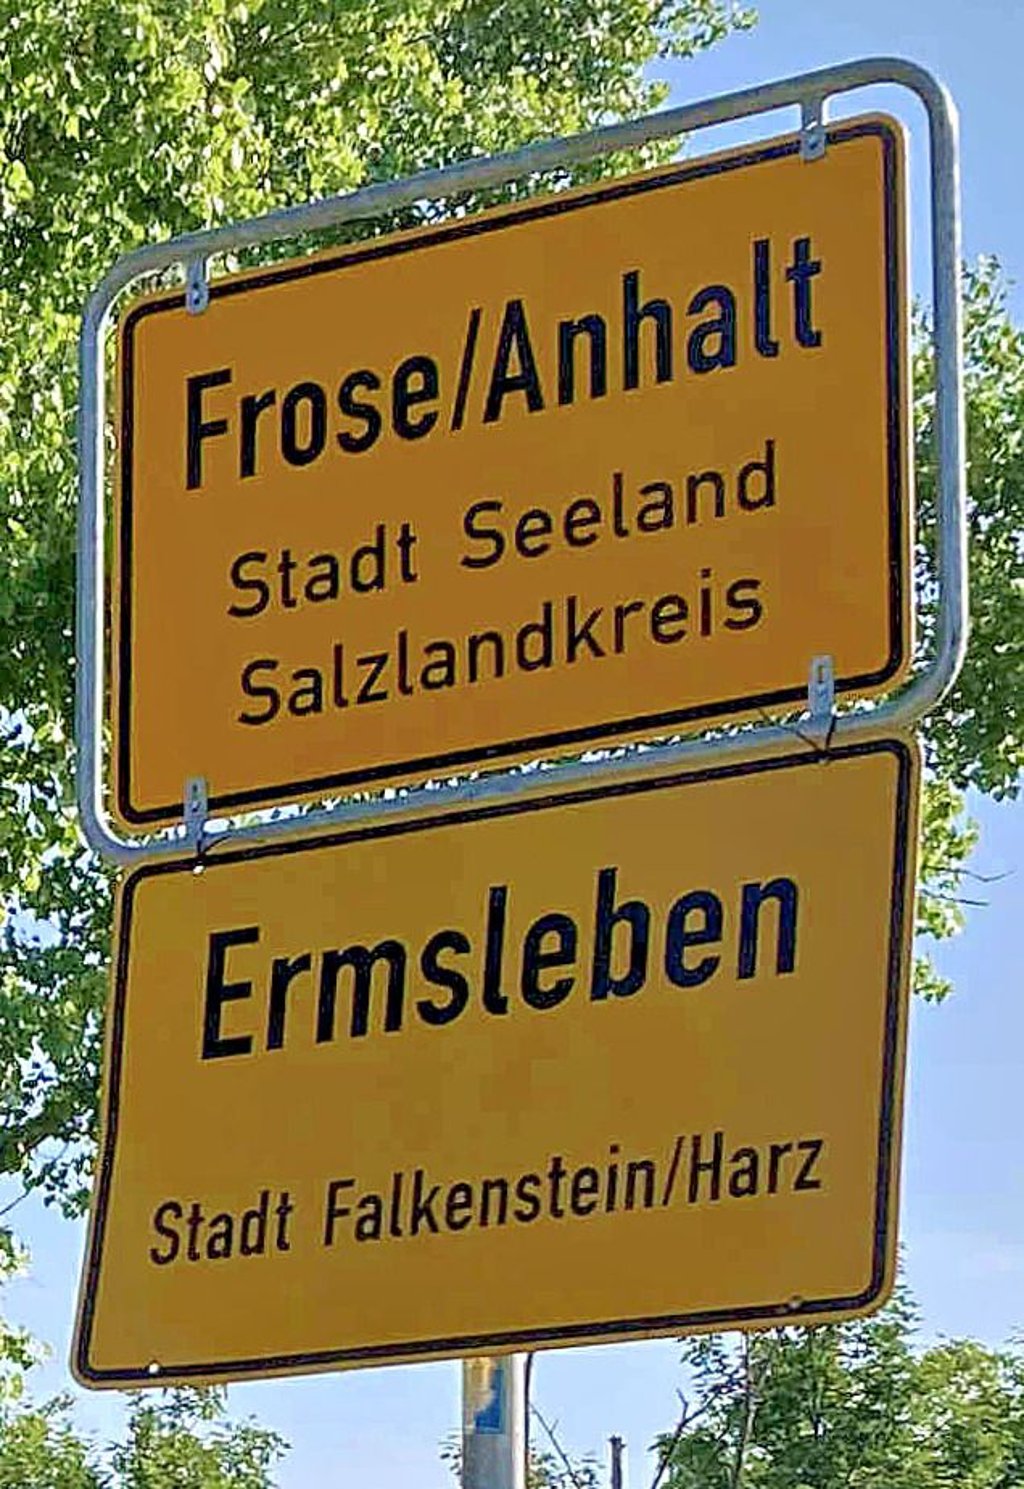 Frose/Anhalt
Stadt Seeland
Salzlandkreis
Ermsleben
Stadt Falkenstein/Harz